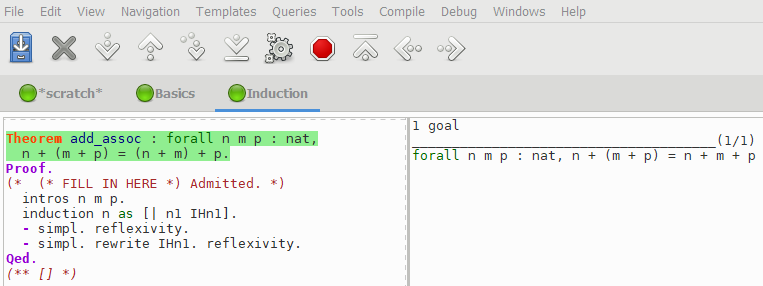 File Edit View Navigation Templates Queries Tools Compile Debug Windows Help
*scratch* Basics Induction
Theorem add_assoc : forall n m p : nat,
  n + (m + p) = (n + m) + p.
Proof.
(*  (* FILL IN HERE *) Admitted. *)
  intros n m p.
  induction n as [| n1 IHn1].
  - simpl. reflexivity.
  - simpl. rewrite IHn1. reflexivity.
Qed.
(** [] *)
1 goal
______________________________________(1/1)
forall n m p : nat, n + (m + p) = n + m + p